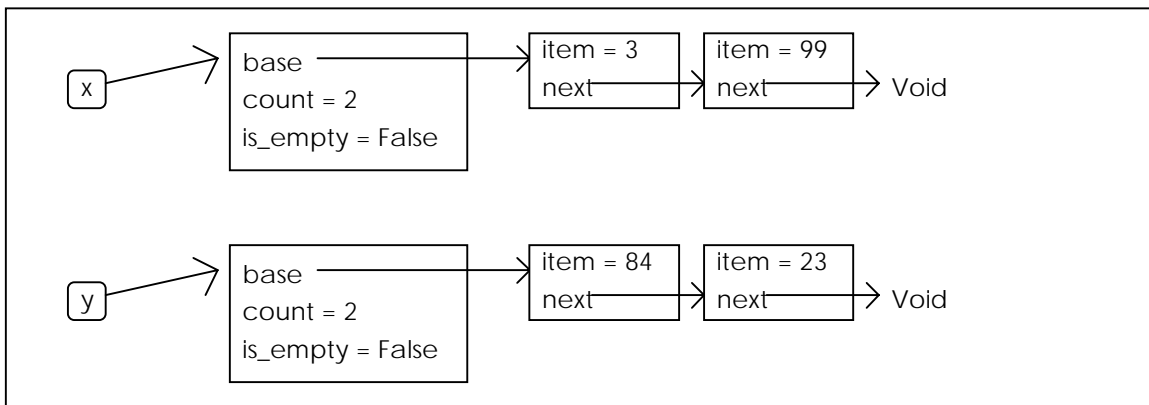 x
base
count = 2
is_empty = False
item = 3
next
item = 99
next
Void
y
base
count = 2
is_empty = False
item = 84
next
item = 23
next
Void